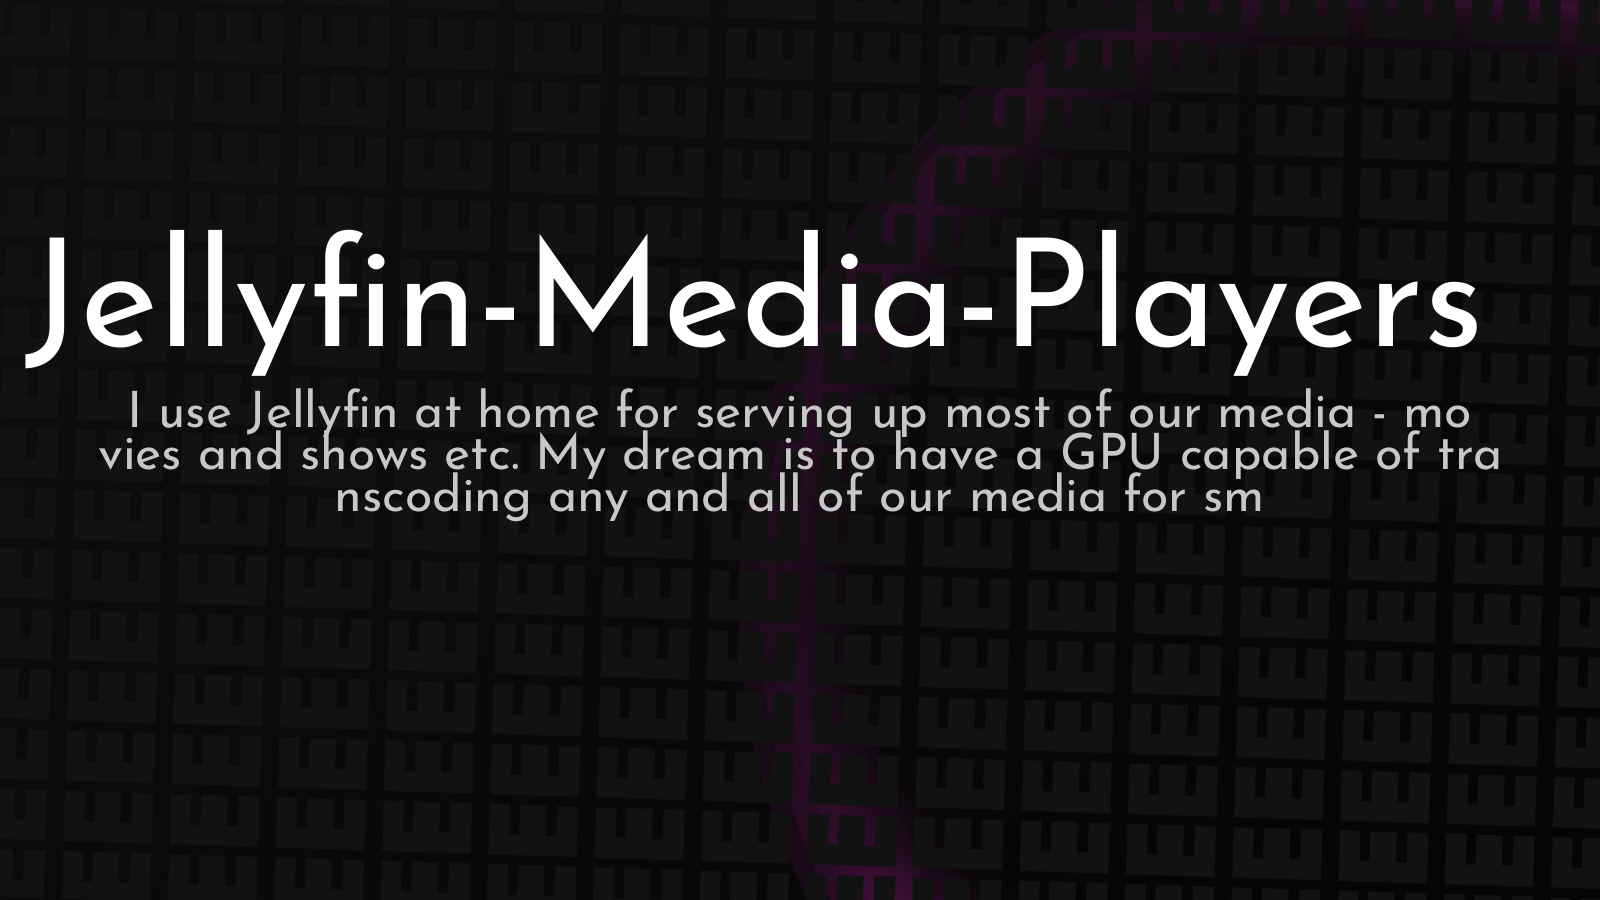 Jellyfin-Media-Players
I use Jellyfin at home for serving up most of our media - mo
vies and shows etc. My dream is to have a GPU capable of tra
nscoding any and all of our media for sm